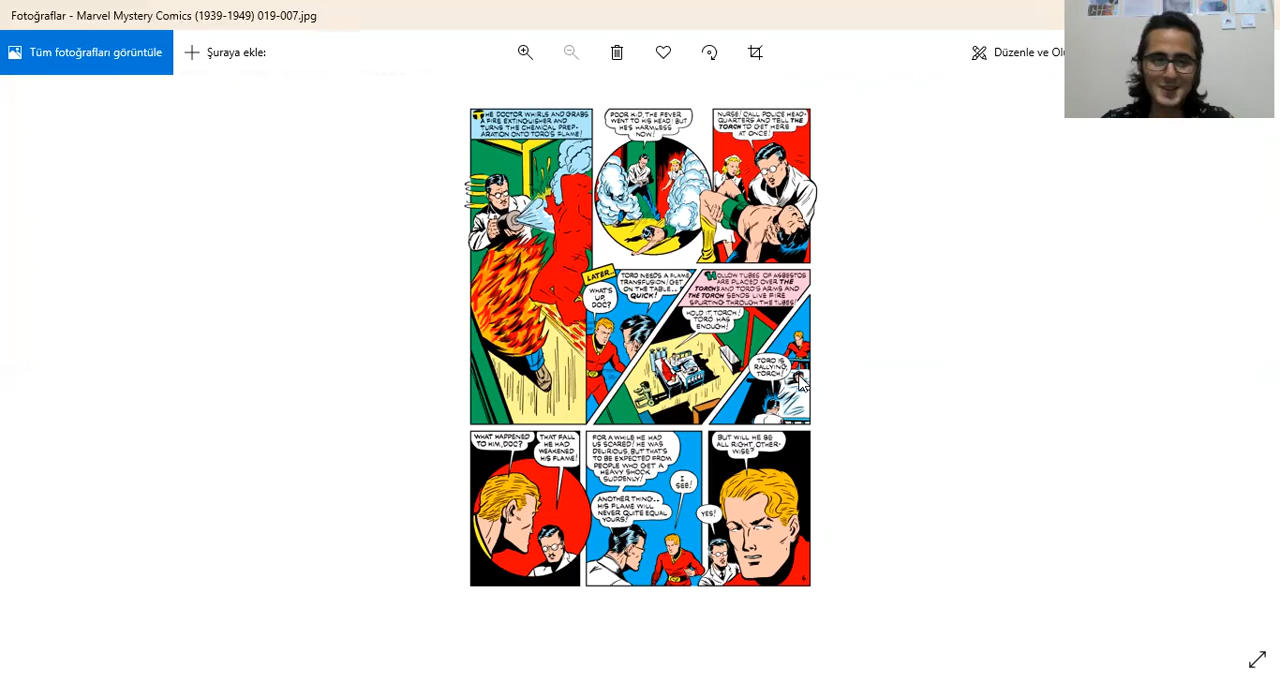 Fotoğraflar - Marvel Mystery Comics (1939-1949) 019-007.jpg
Tüm fotoğrafları görüntüle
Şuraya ekle:
Düzenle ve Ol
THE DOCTOR WHIRLS AND GRABS
A FIRE EXTINGUISHER AND
TURNS THE CHEMICAL PREP-
ARATION ONTO TORO'S FLAME!
POOR KID, THE FEVER
WENT TO HIS HEAD! BUT
HE'S HARMLESS
NOW!
NURSE! CALL POLICE HEAD-
QUARTERS AND TELL THE
TORCH TO GET HERE
AT ONCE!
LATER...
WHAT'S
UP,
DOC?
TORO NEEDS A FLAME
TRANSFUSION! GET
ON THE TABLE..
QUICK!
HOLLOW TUBES OF ASBESTOS
ARE PLACED OVER THE
TORCH'S AND TORO'S ARMS AND
THE TORCH SENDS LIVE FIRE
SPURTING THROUGH THE TUBES!
HOLD IT, TORCH!
TORO HAS
ENOUGH!
TORO IS
RALLYING,
TORCH!
WHAT HAPPENED
TO HIM, DOC?
THAT FALL
HE HAD
WEAKENED
HIS FLAME!
FOR A WHILE HE HAD
US SCARED! HE WAS
DELIRIOUS, BUT THAT'S
TO BE EXPECTED FROM
PEOPLE WHO GET A
HEAVY SHOCK
SUDDENLY!
I
SEE!
ANOTHER THING..
HIS FLAME WILL
NEVER QUITE EQUAL
YOURS!
BUT WILL HE BE
ALL RIGHT, OTHER-
WISE?
YES!
6